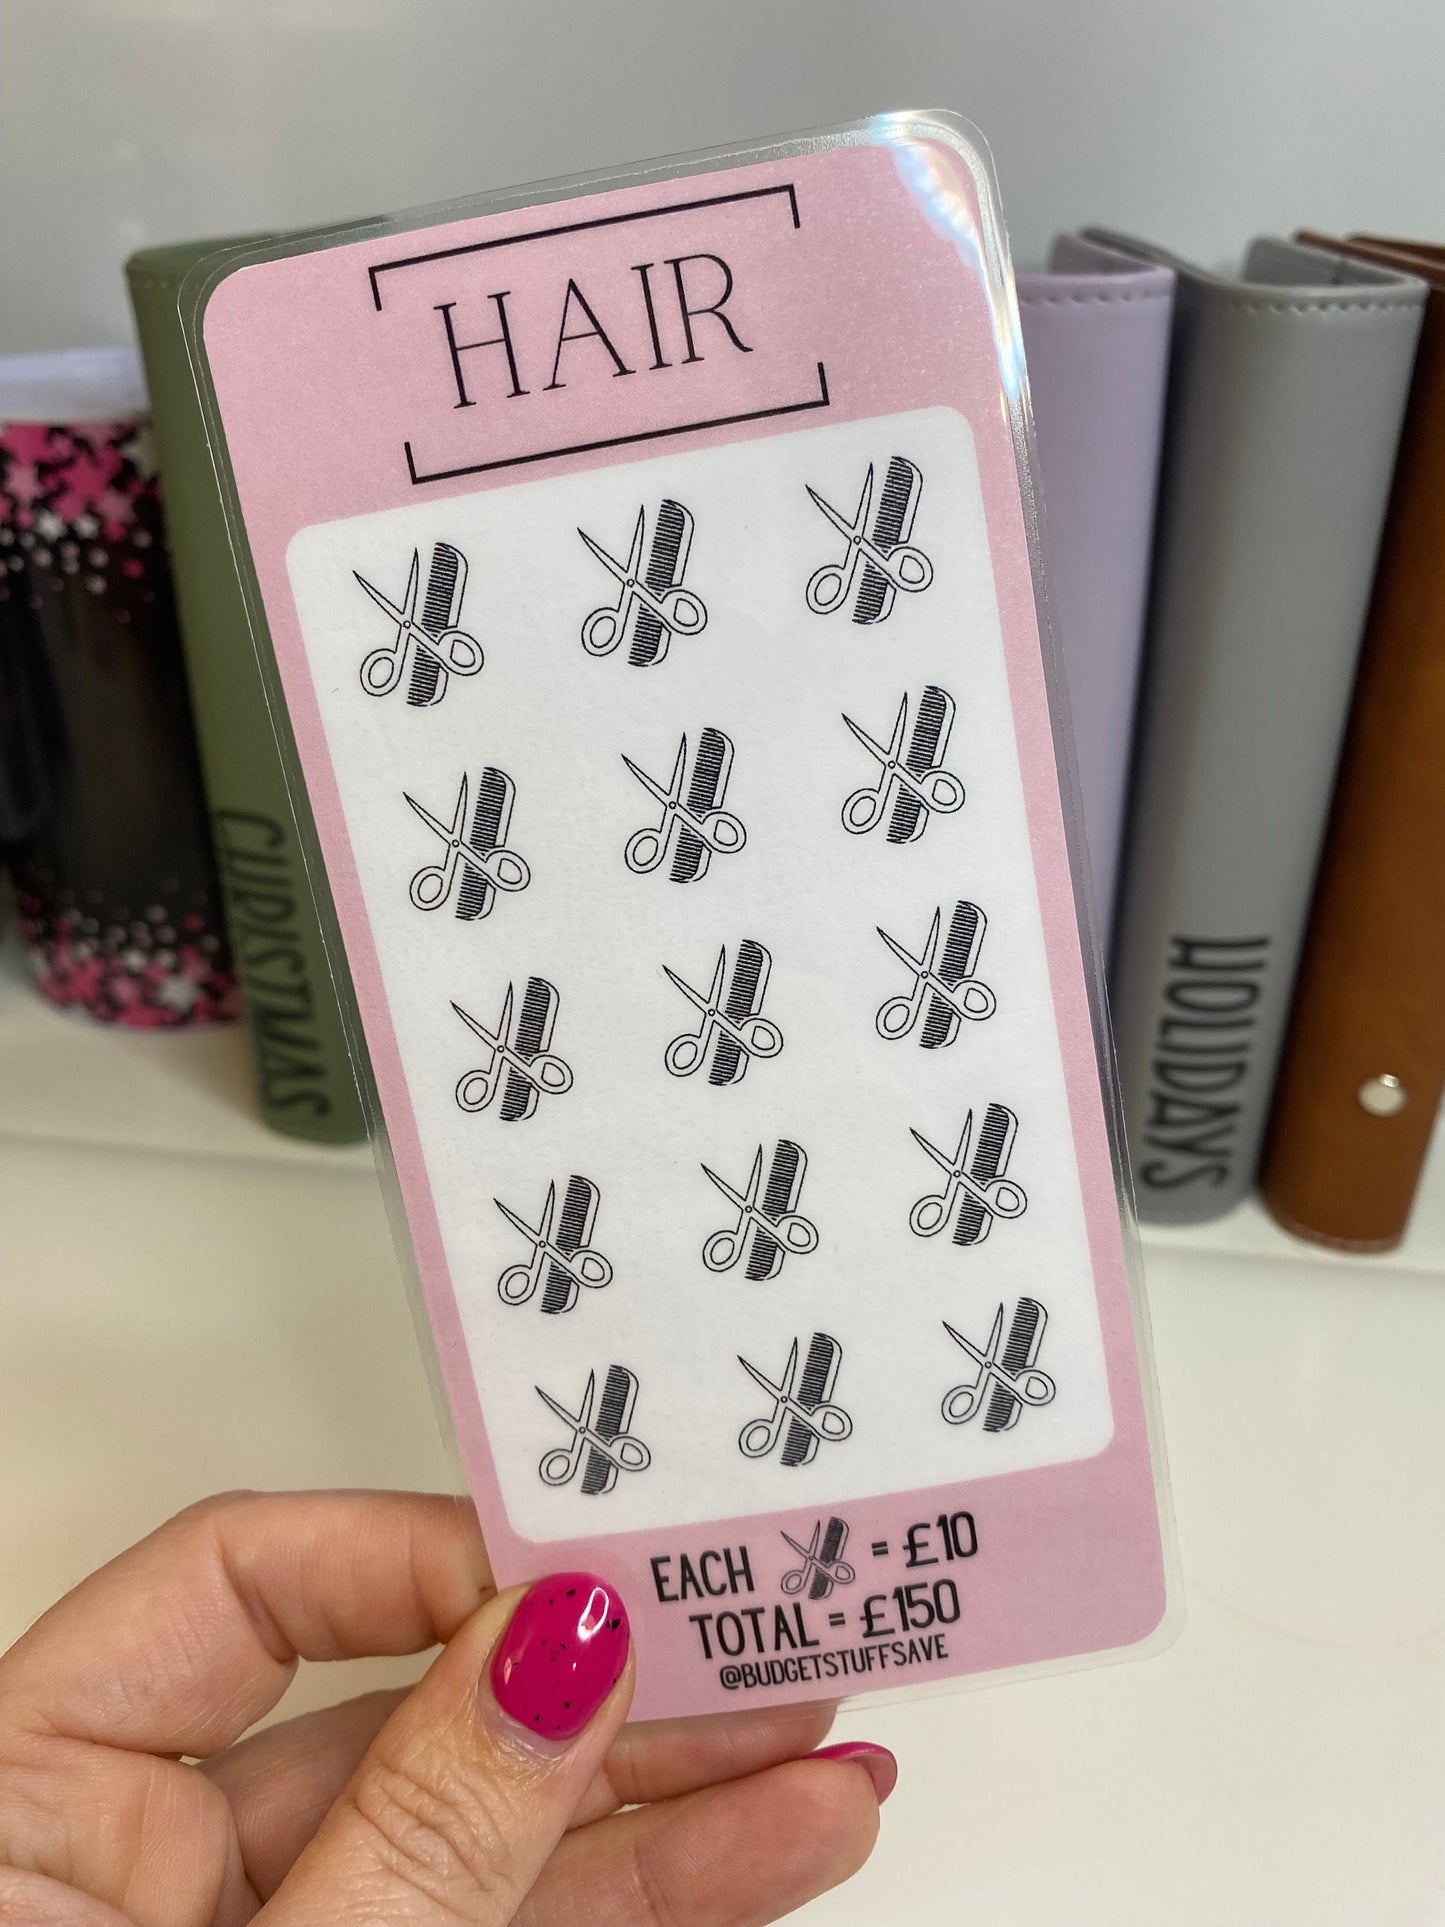 HAIR
EACH = £10
TOTAL = £150
@BUDGETSTUFFSAVE
CHRISTMAS
HOLIDAYS